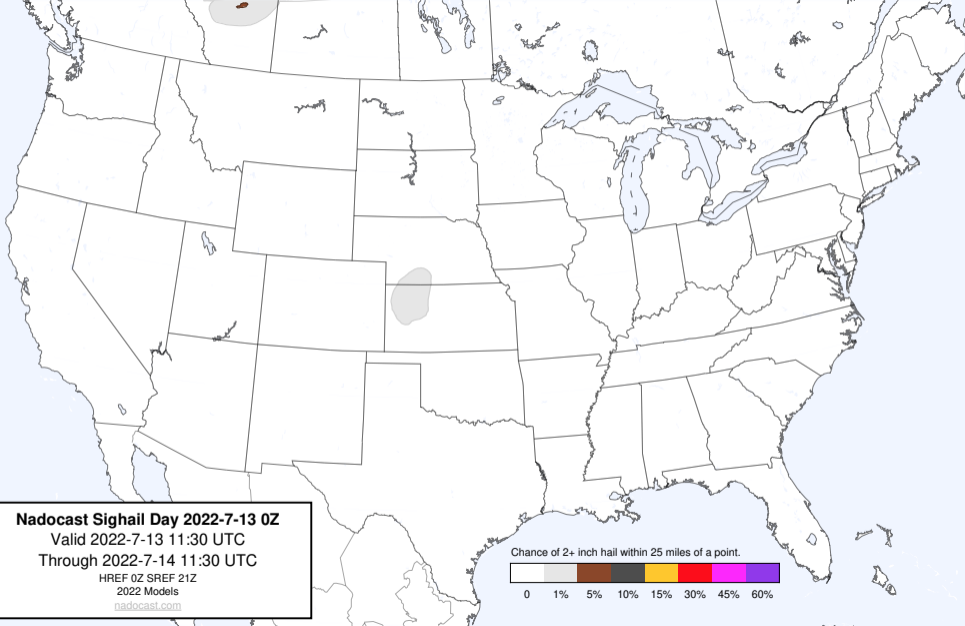 Nadocast Sighail Day 2022-7-13 0Z
Valid 2022-7-13 11:30 UTC
Through 2022-7-14 11:30 UTC
HREF 0Z SREF 21Z
2022 Models
nadocast.com
Chance of 2+ inch hail within 25 miles of a point.
0 1% 5% 10% 15% 30% 45% 60%